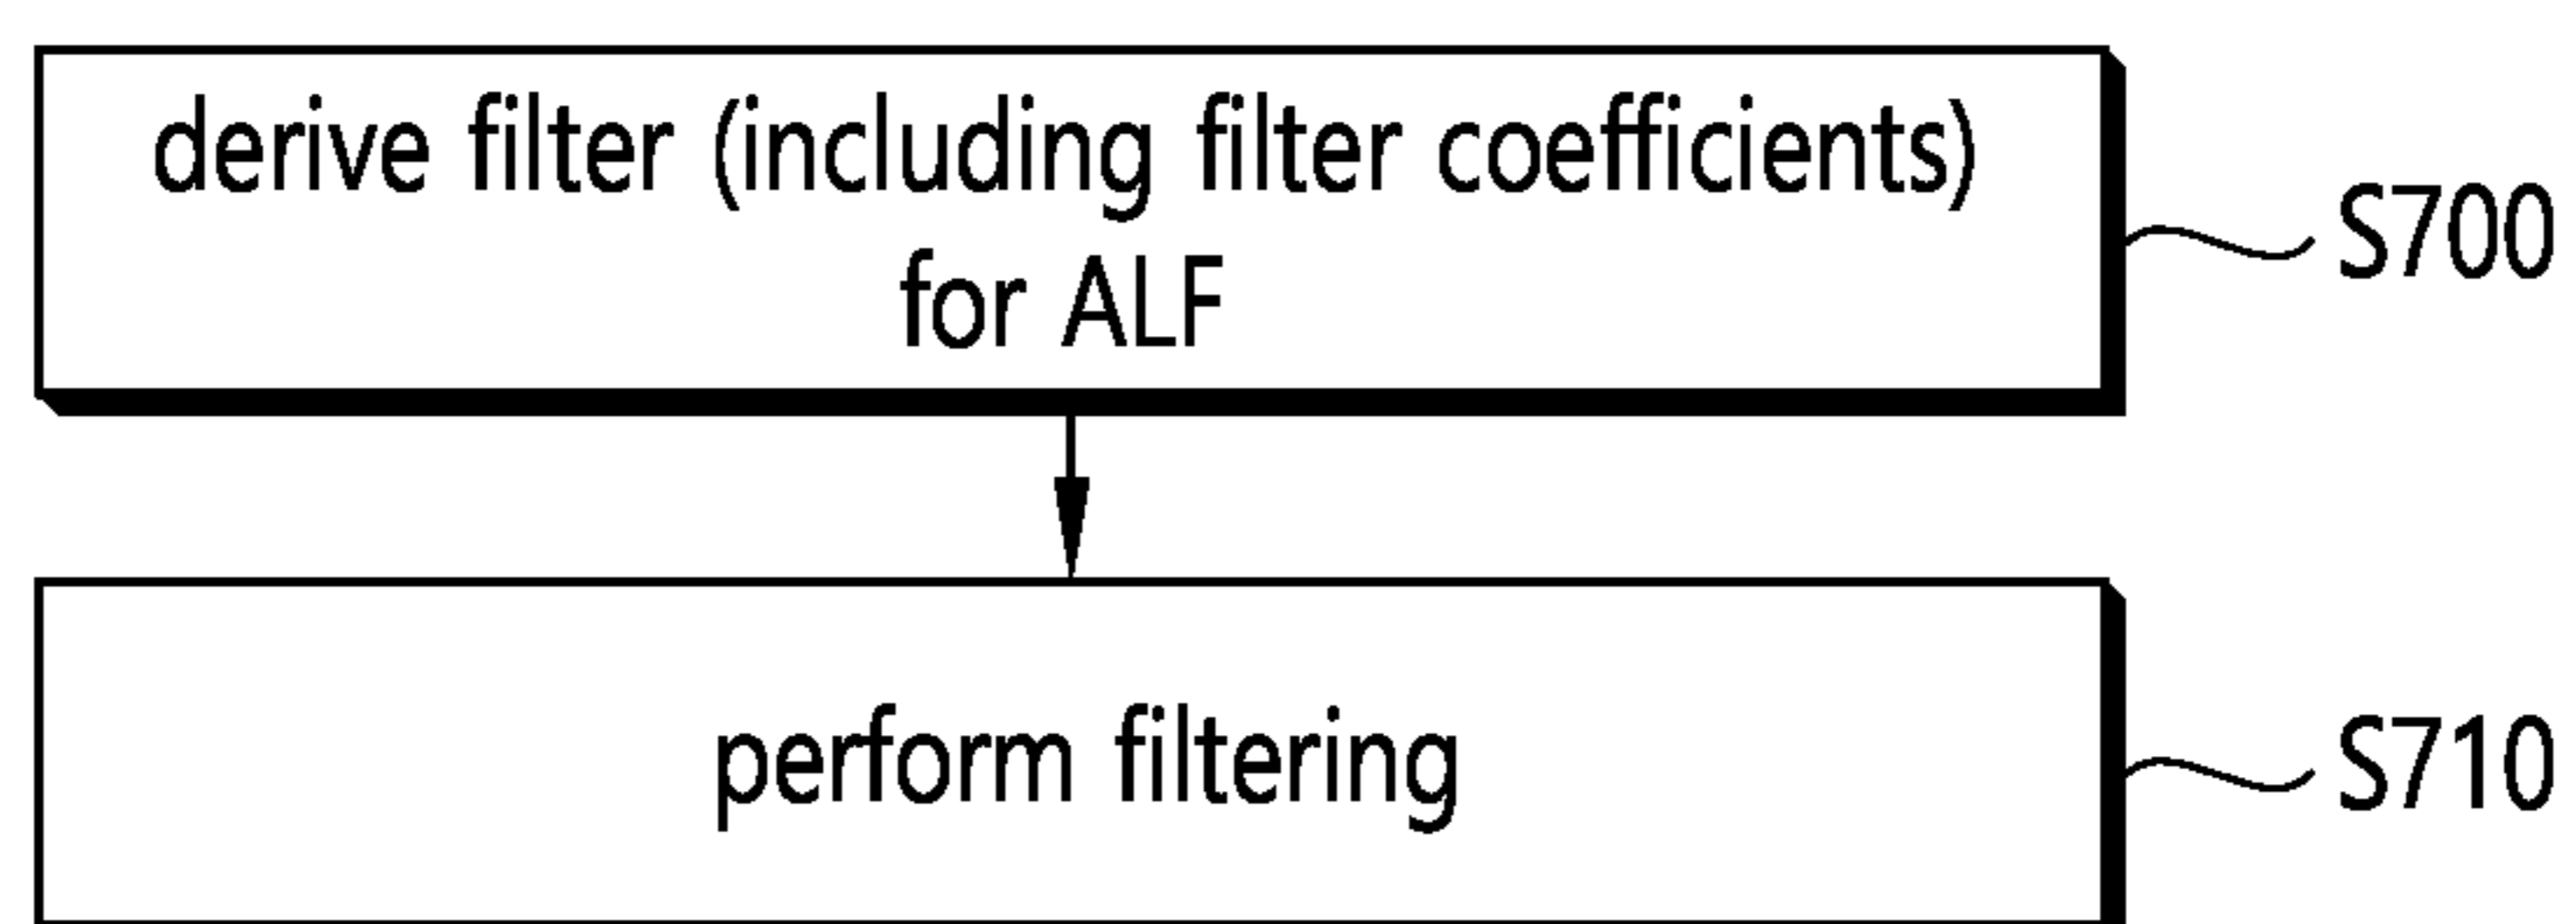 derive filter (including filter coefficients)
for ALF
S700
perform filtering
S710